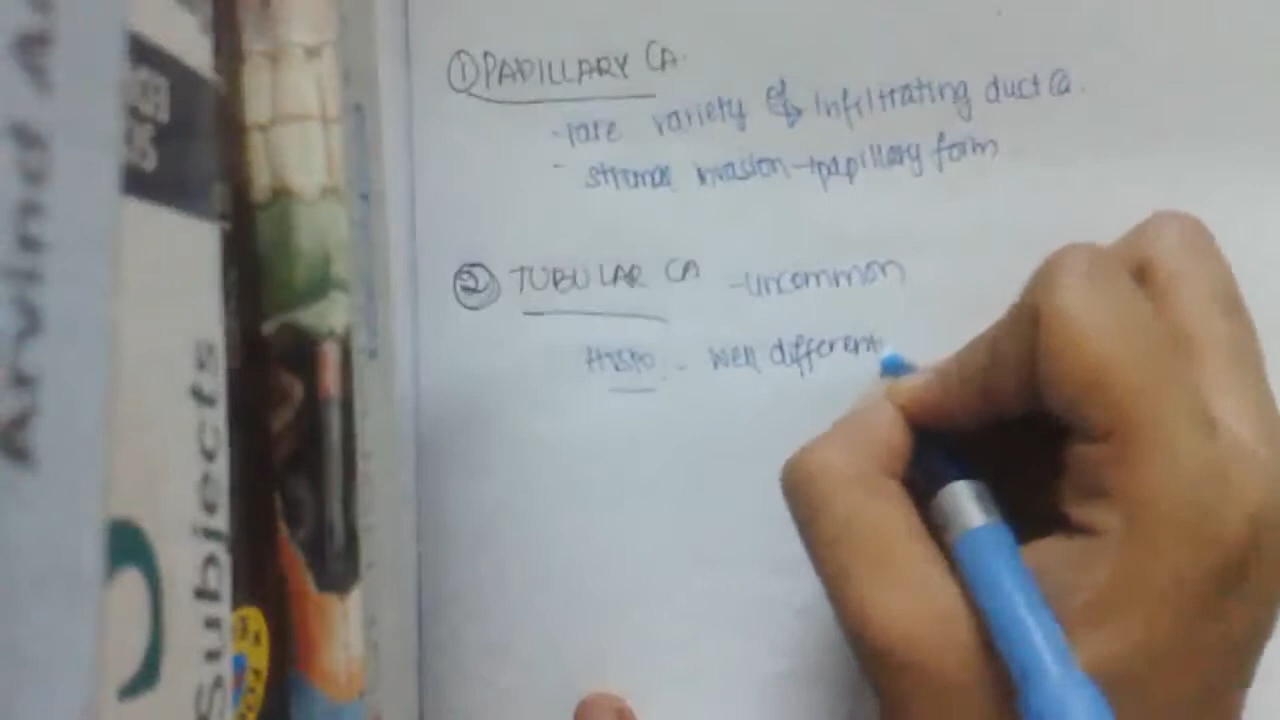 Arvind A
Subjects
① PAPILLARY CA.
- rare variety of infiltrating duct Ca.
- stromal invasion → papillary form
② TUBULAR CA - uncommon
Histo. - Well different